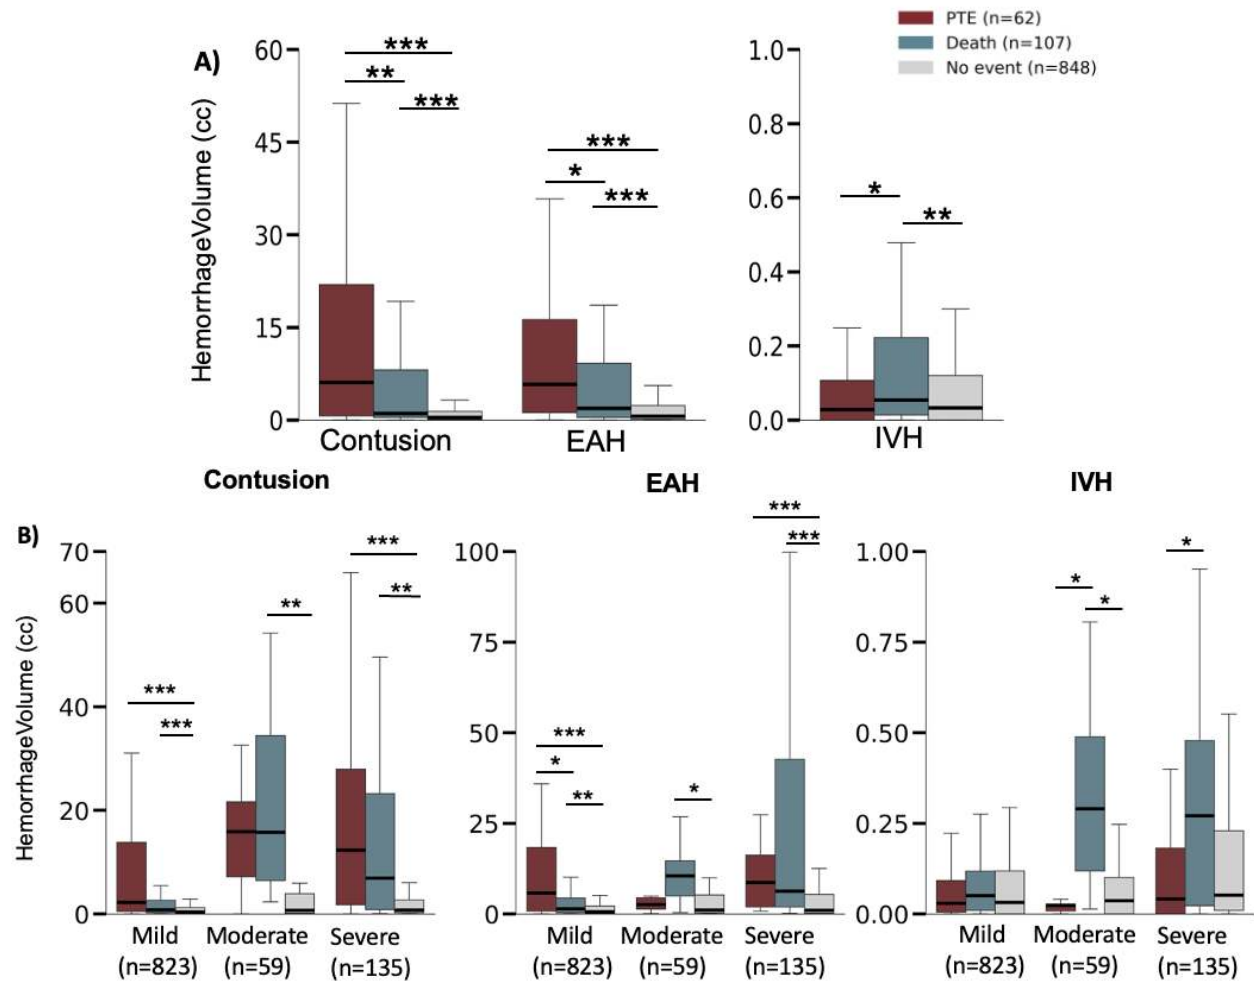 PTE (n=62)
Death (n=107)
No event (n=848)
A)
HemorrhageVolume (cc)
60
45
30
15
0
***
**
***
***
*
***
Contusion
EAH
1.0
0.8
0.6
0.4
0.2
0.0
*
**
IVH
B)
Contusion
HemorrhageVolume (cc)
70
60
40
20
0
***
***
**
***
**
Mild
(n=823)
Moderate
(n=59)
Severe
(n=135)
EAH
100
75
50
25
0
***
*
**
*
***
***
Mild
(n=823)
Moderate
(n=59)
Severe
(n=135)
IVH
1.00
0.75
0.50
0.25
0.00
*
*
*
Mild
(n=823)
Moderate
(n=59)
Severe
(n=135)